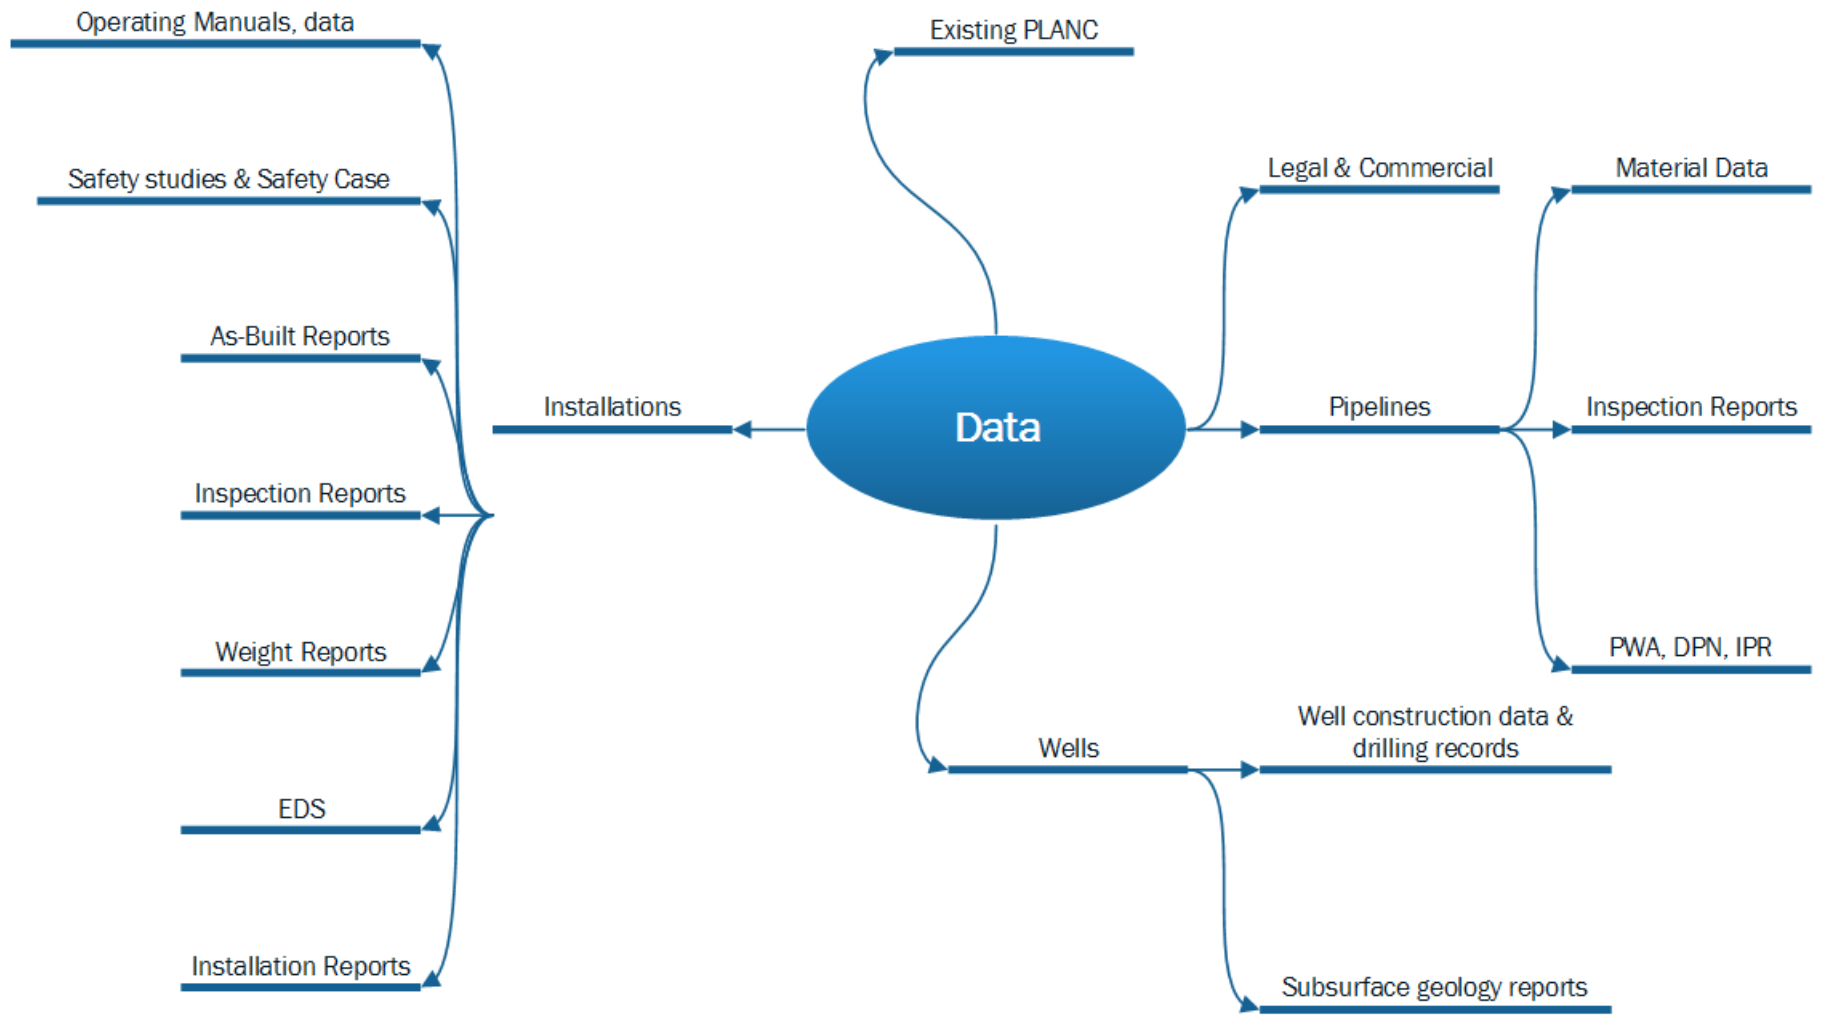 Operating Manuals, data
Existing PLANC
Legal & Commercial
Material Data
Safety studies & Safety Case
As-Built Reports
Installations
Data
Pipelines
Inspection Reports
Inspection Reports
Weight Reports
PWA, DPN, IPR
Well construction data &
drilling records
Wells
EDS
Installation Reports
Subsurface geology reports